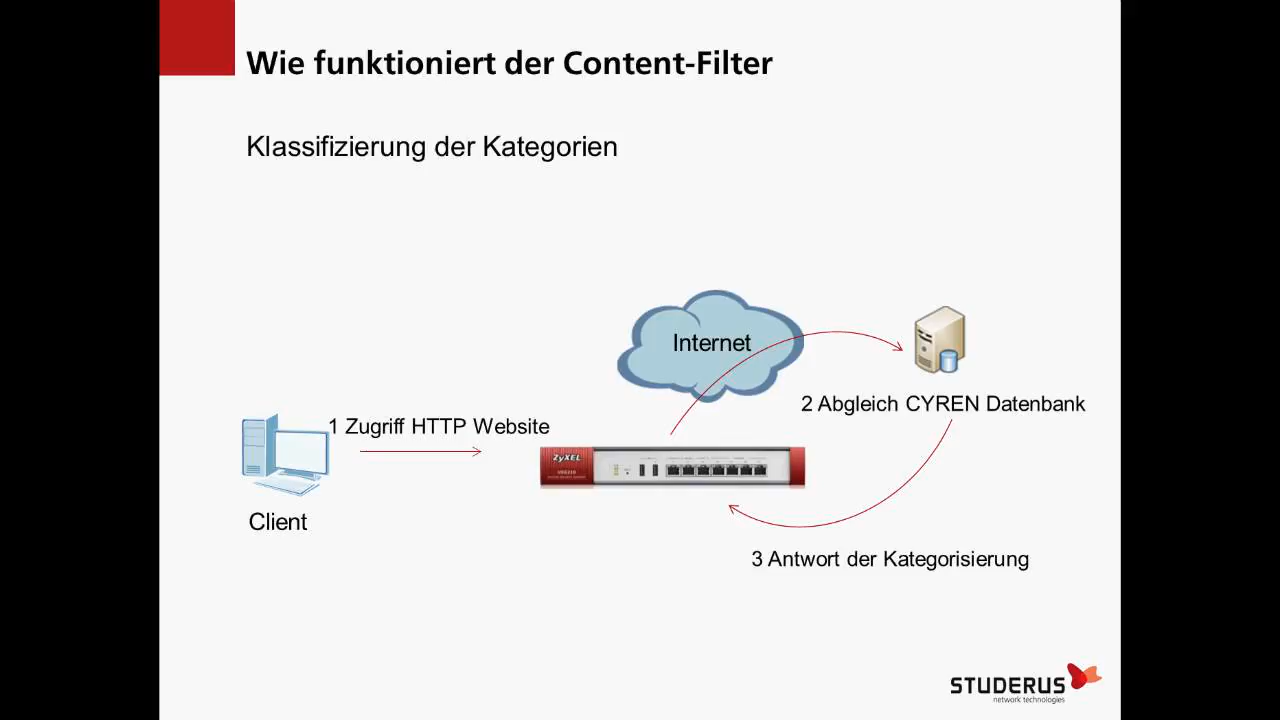 Wie funktioniert der Content-Filter
Klassifizierung der Kategorien
Internet
2 Abgleich CYREN Datenbank
1 Zugriff HTTP Website
ZyXEL
Client
3 Antwort der Kategorisierung
STUDERUS
network technologies